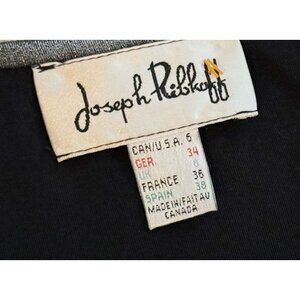 Joseph Ribkoff
CAN/U.S.A. 6
GER 34
UK 8
FRANCE 36
SPAIN 38
MADE IN/FAIT AU
CANADA